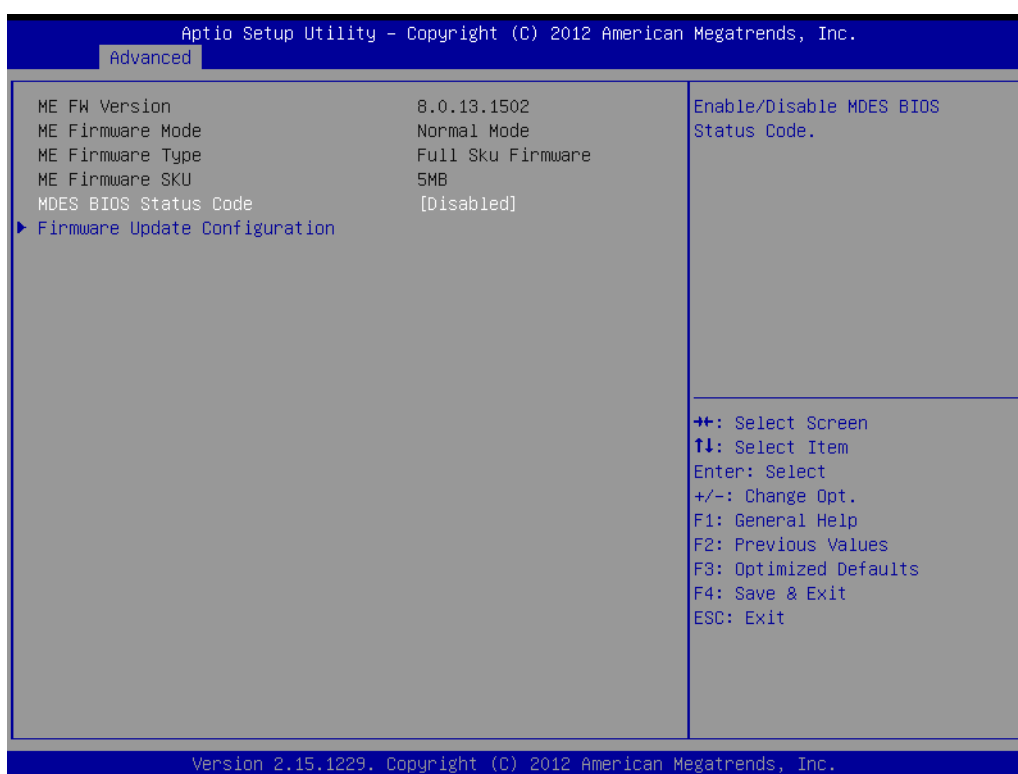 Aptio Setup Utility – Copyright (C) 2012 American Megatrends, Inc.
Advanced
ME FW Version 8.0.13.1502
ME Firmware Mode Normal Mode
ME Firmware Type Full Sku Firmware
ME Firmware SKU 5MB
MDES BIOS Status Code [Disabled]
Firmware Update Configuration
Enable/Disable MDES BIOS
Status Code.
→←: Select Screen
↑↓: Select Item
Enter: Select
+/-: Change Opt.
F1: General Help
F2: Previous Values
F3: Optimized Defaults
F4: Save & Exit
ESC: Exit
Version 2.15.1229. Copyright (C) 2012 American Megatrends, Inc.